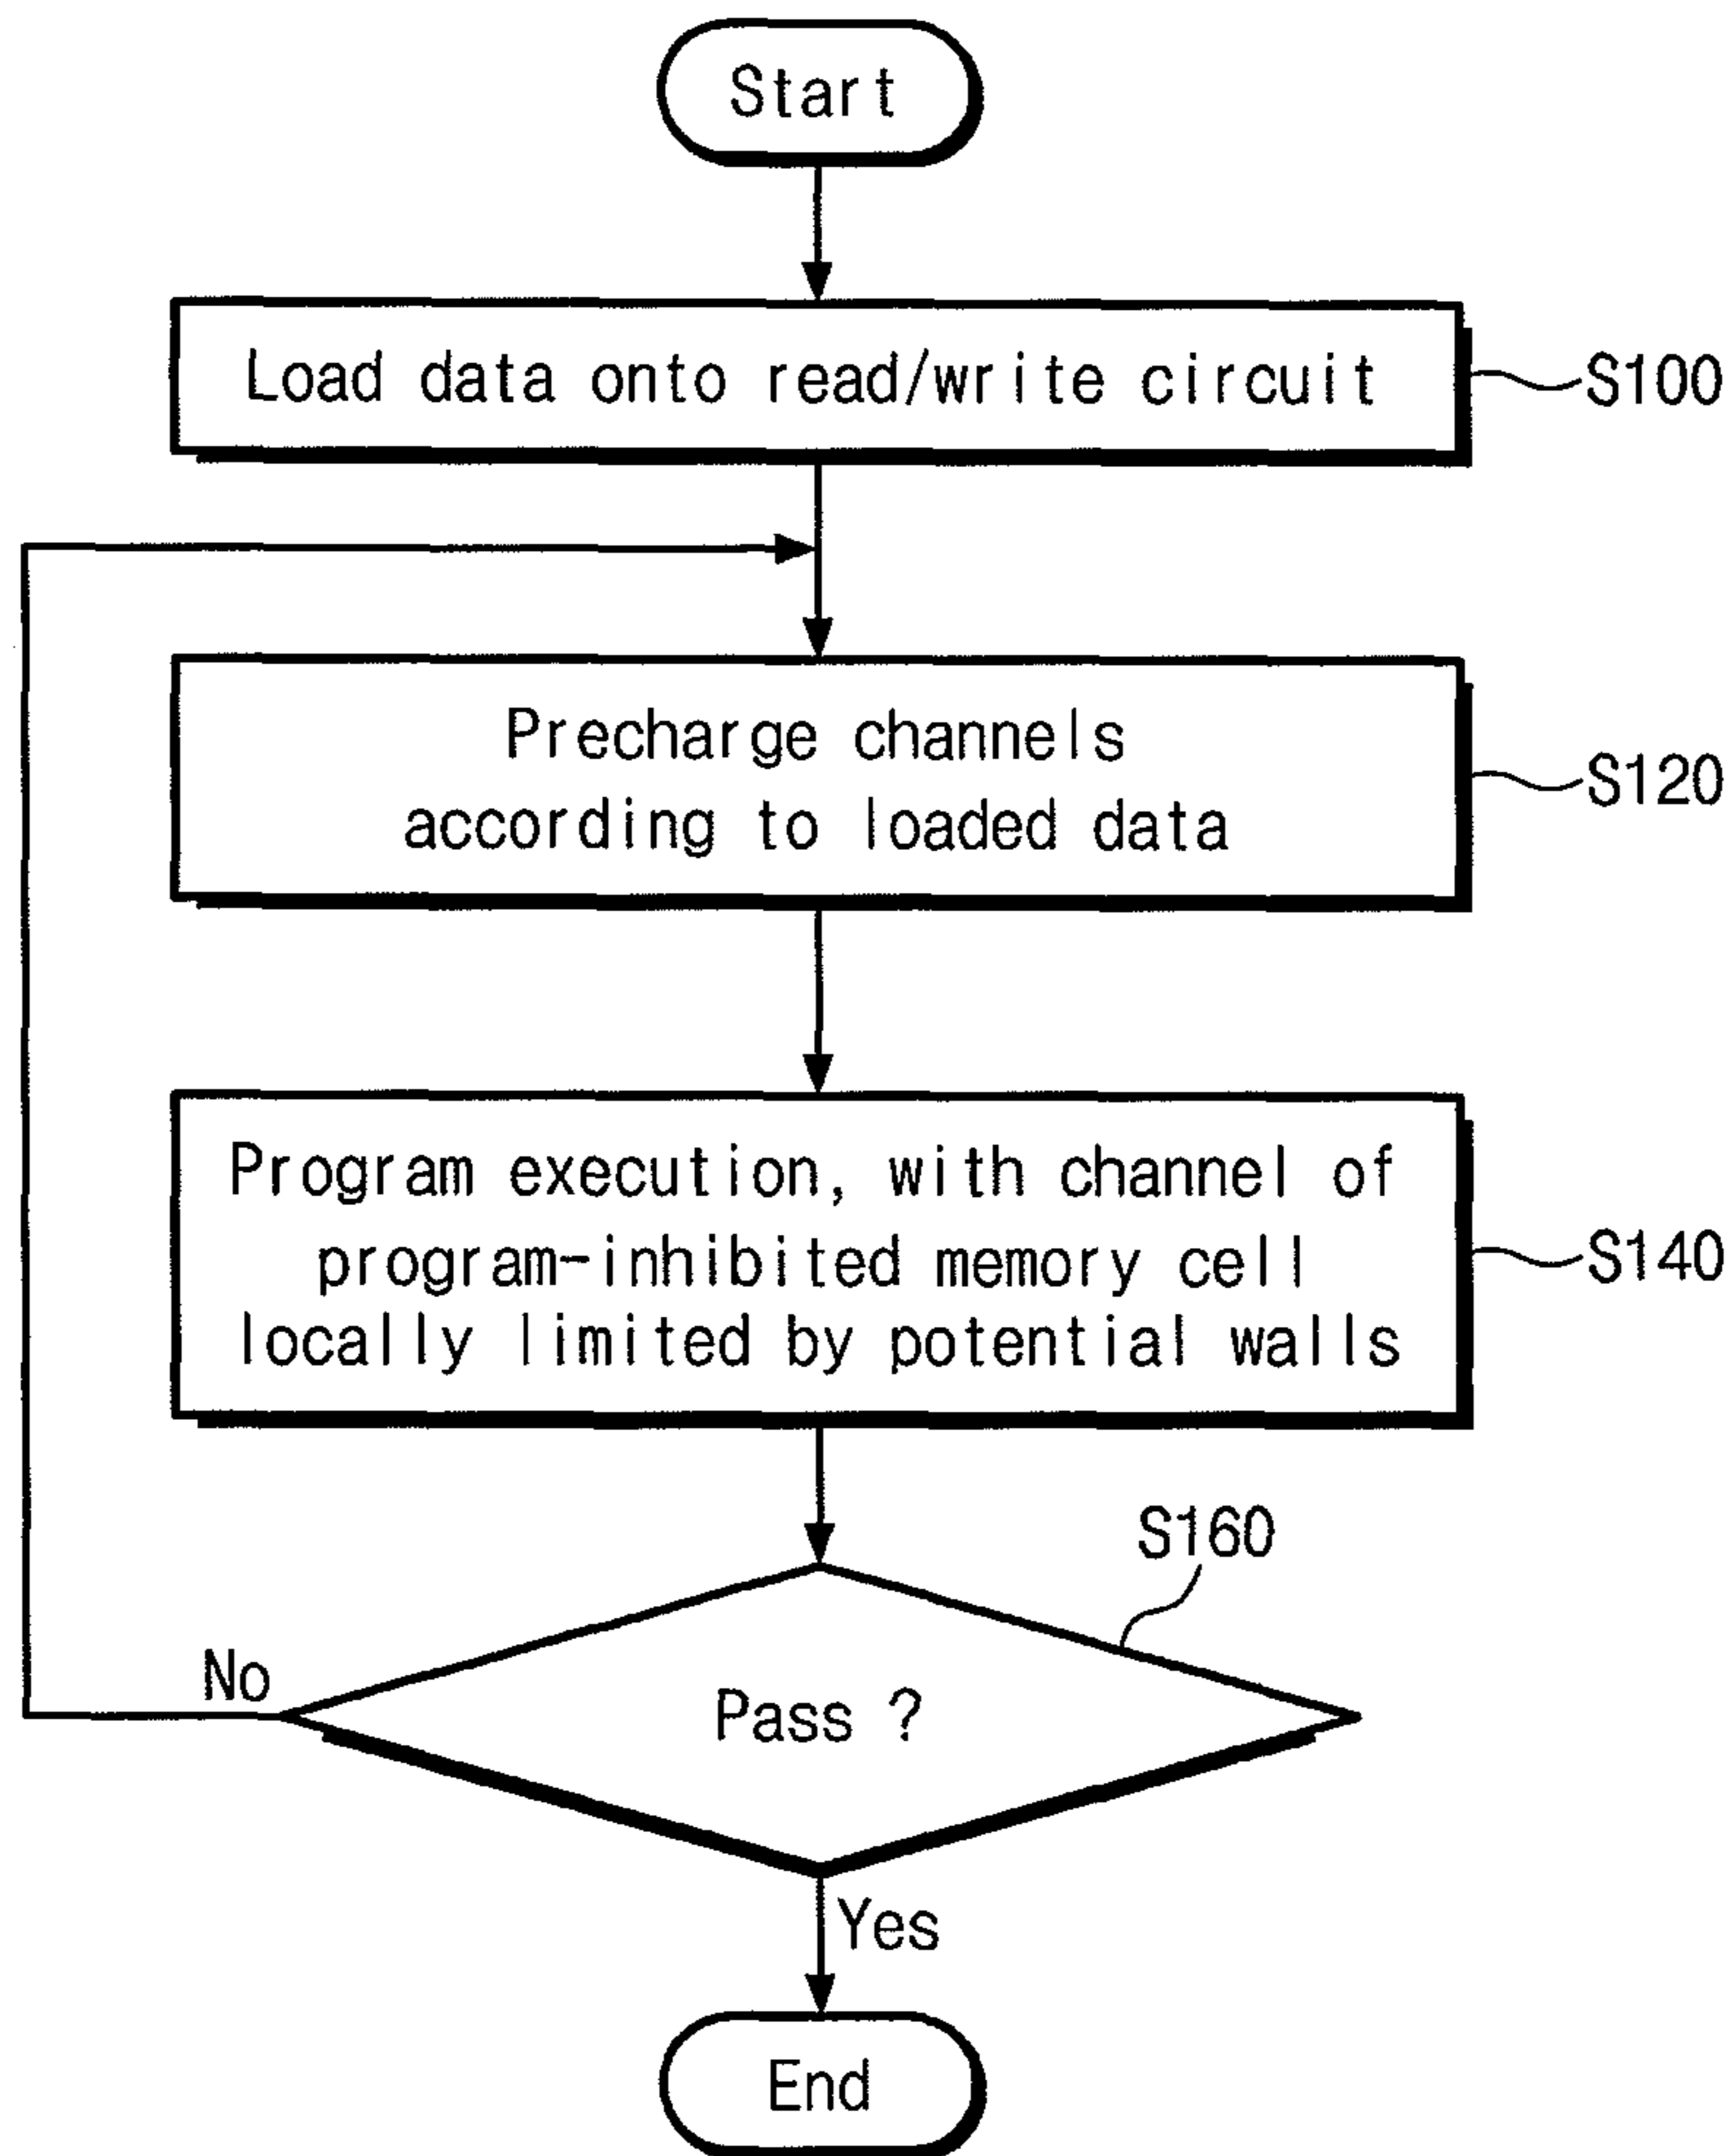 Start
Load data onto read/write circuit
S100
Precharge channels
according to loaded data
S120
Program execution, with channel of
program-inhibited memory cell
locally limited by potential walls
S140
S160
No
Pass ?
Yes
End